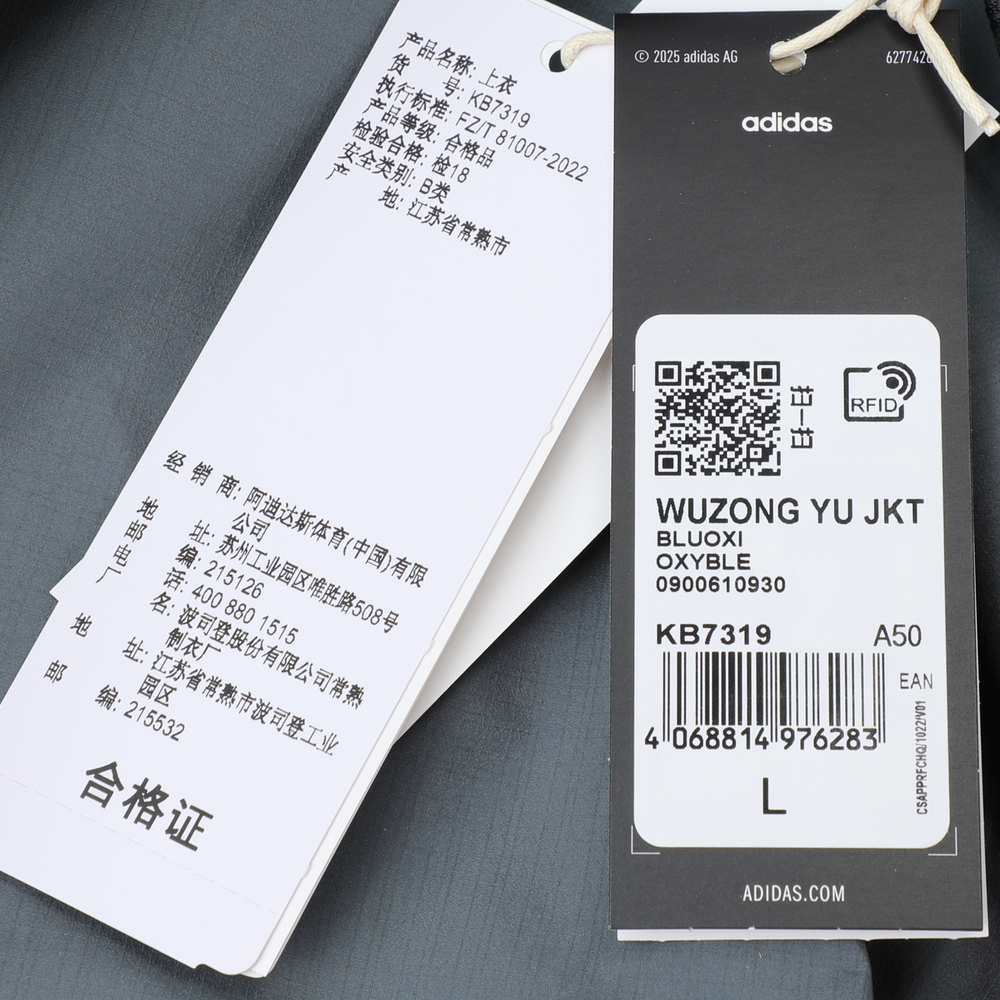 产品名称: 上衣
货 号: KB7319
执行标准: FZ/T 81007-2022
产品等级: 合格品
检验合格: 检18
安全类别: B类
产 地: 江苏省常熟市
经 销 商: 阿迪达斯体育(中国)有限
公司
地 址: 苏州工业园区唯胜路508号
邮 编: 215126
电 话: 400 880 1515
厂 名: 波司登股份有限公司常熟
制衣厂
地 址: 江苏省常熟市波司登工业
园区
邮 编: 215532
合格证
© 2025 adidas AG
adidas
扫一扫
RFID
WUZONG YU JKT
BLUOXI
OXYBLE
0900610930
KB7319 A50
EAN
4 068814 976283
CSAPPRFCHQ/1022/V01
L
ADIDAS.COM